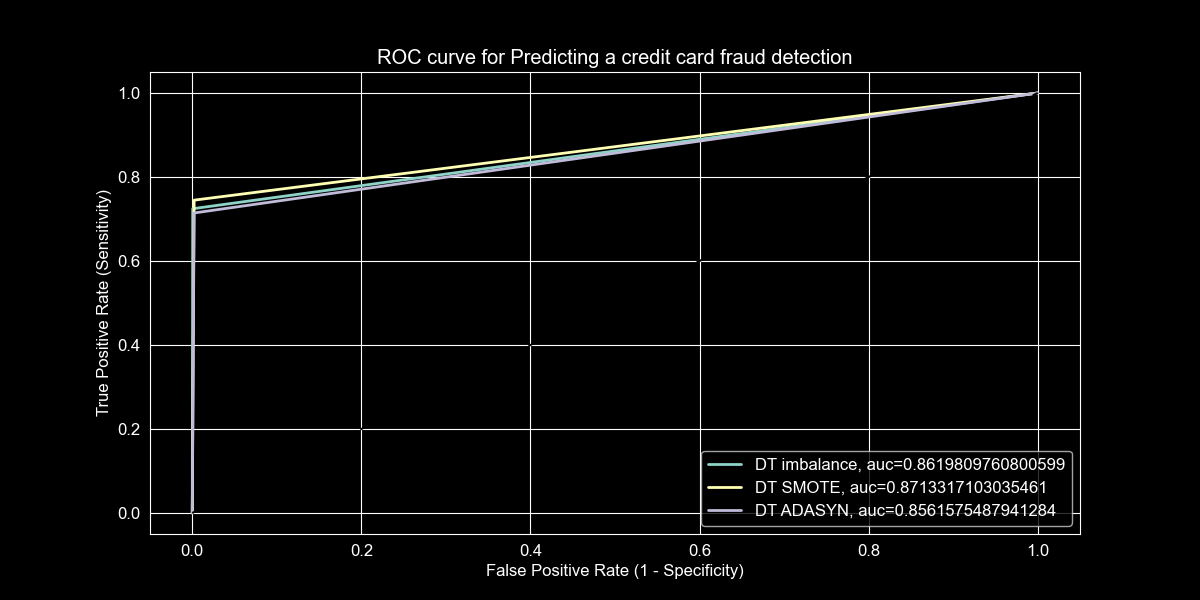 ROC curve for Predicting a credit card fraud detection
True Positive Rate (Sensitivity)
1.0
0.8
0.6
0.4
0.2
0.0
DT imbalance, auc=0.8619809760800599
DT SMOTE, auc=0.8713317103035461
DT ADASYN, auc=0.8561575487941284
0.0 0.2 0.4 0.6 0.8 1.0
False Positive Rate (1 - Specificity)